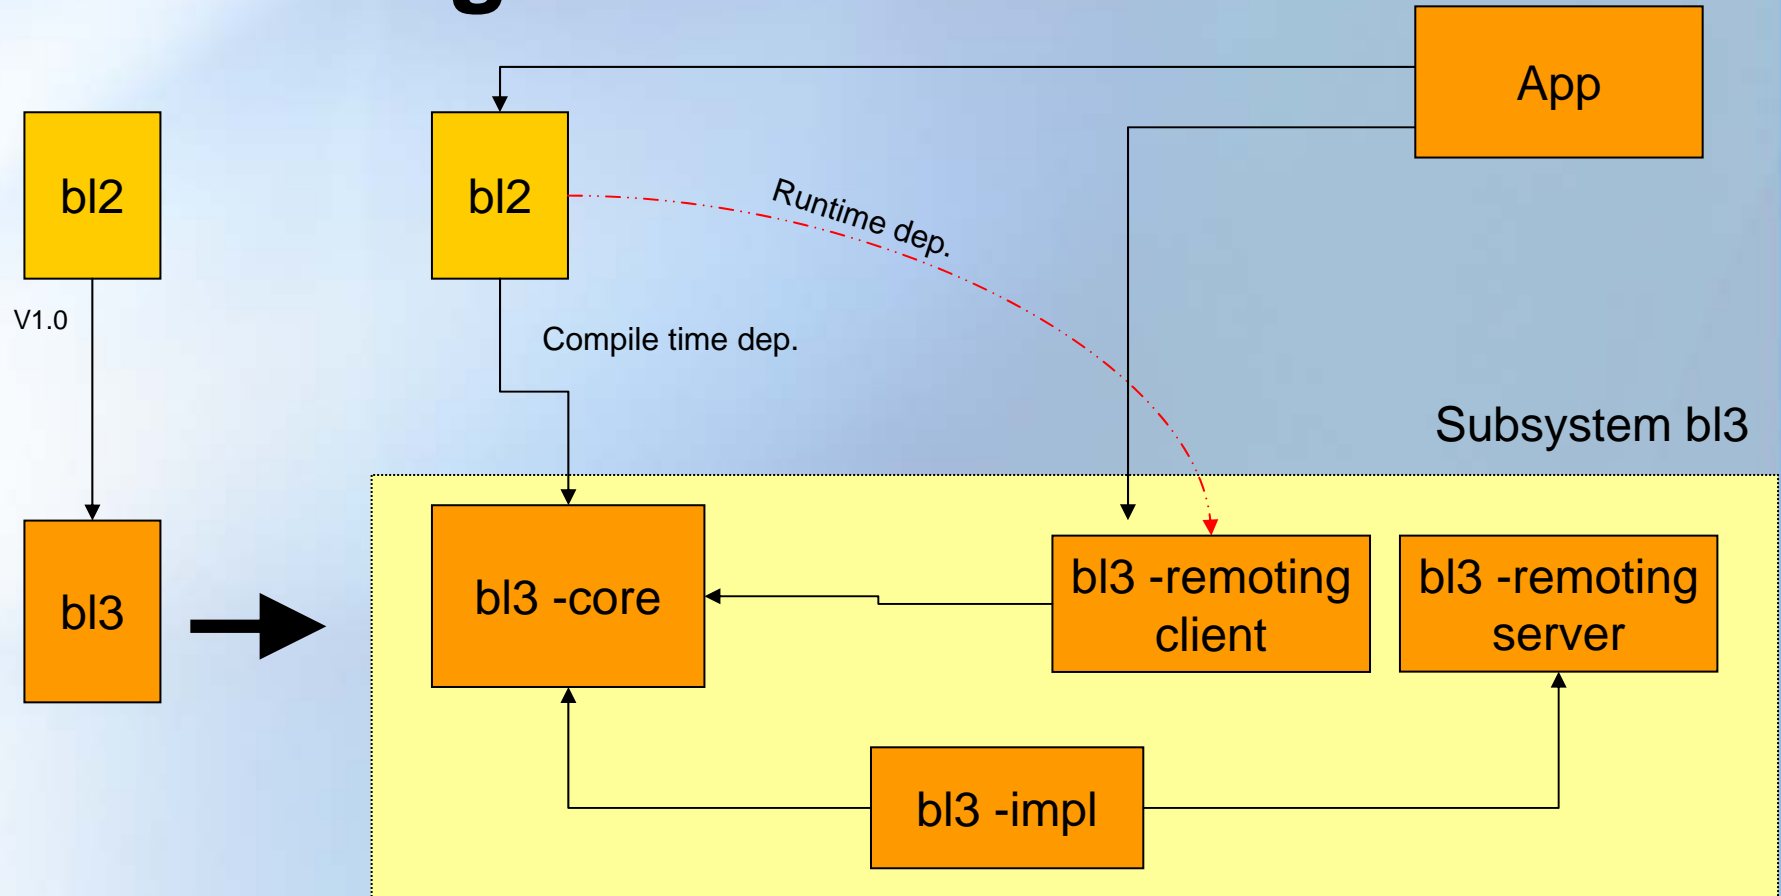 App
bl2
bl2
Runtime dep.
V1.0
Compile time dep.
Subsystem bl3
bl3
bl3 -core
bl3 -remoting
client
bl3 -remoting
server
bl3 -impl